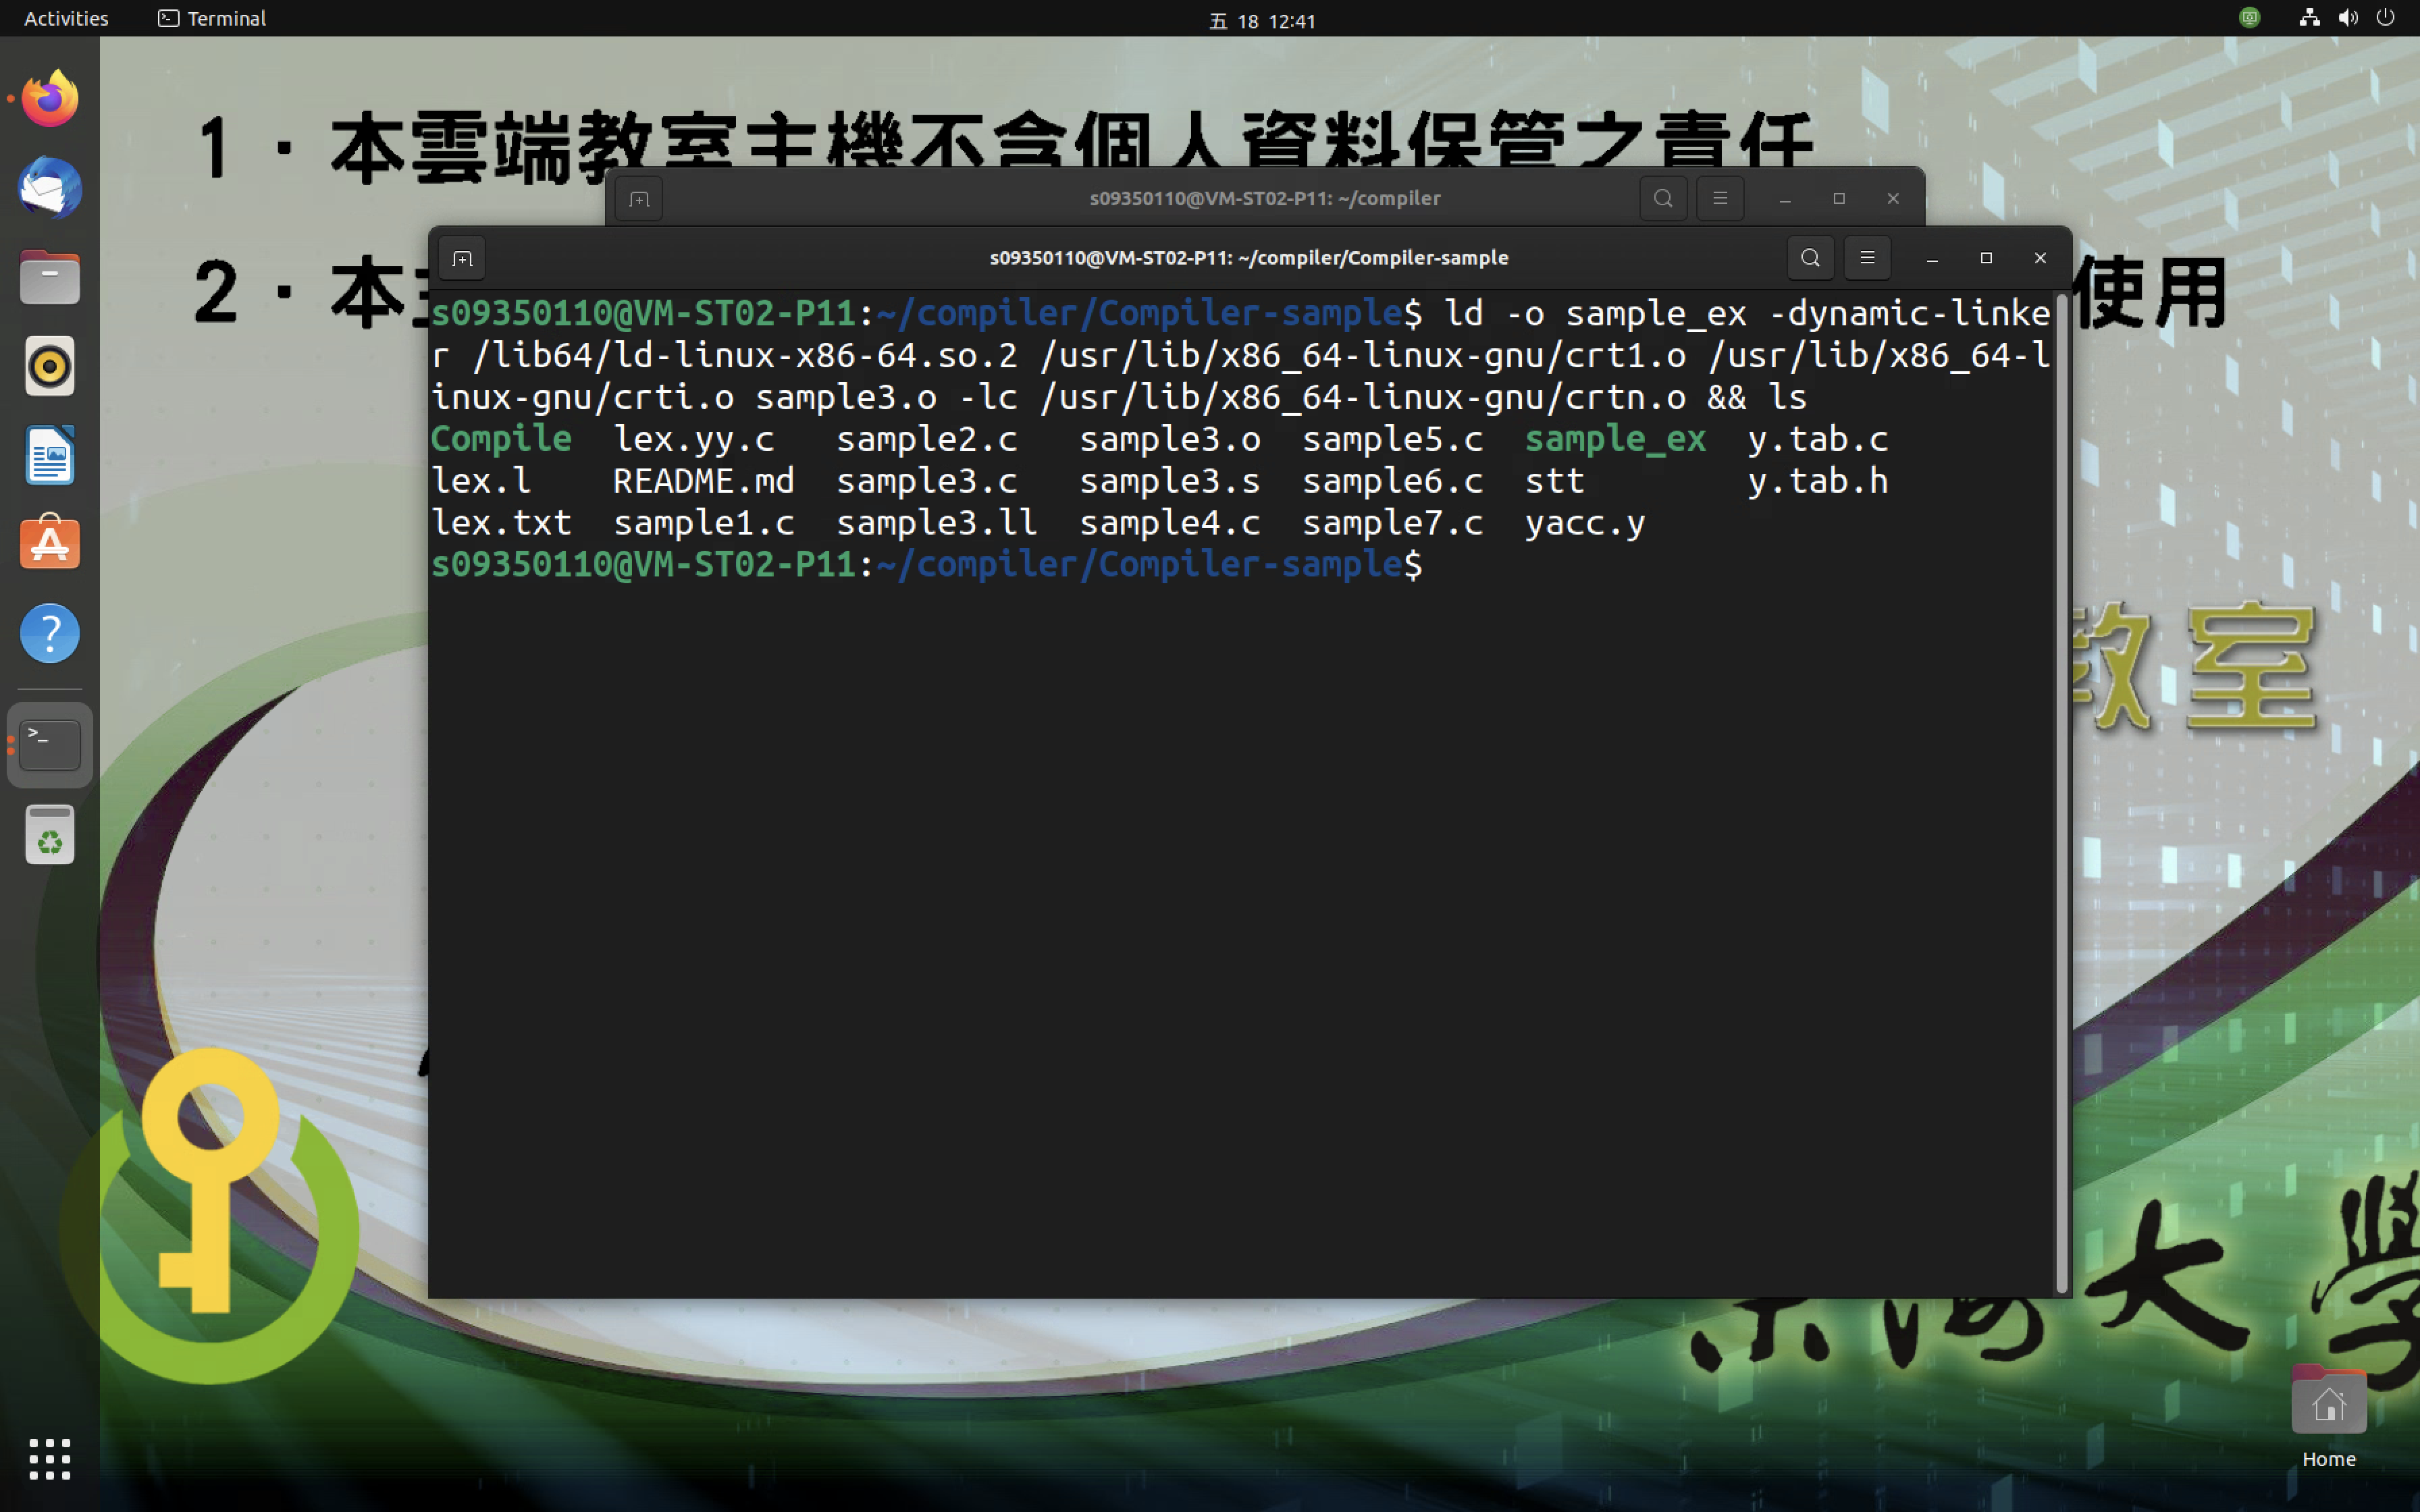 Activities
Terminal
五 18 12:41
1．本雲端教室主機不含個人資料保管之責任
s09350110@VM-ST02-P11: ~/compiler
s09350110@VM-ST02-P11: ~/compiler/Compiler-sample
2．本
使用
s09350110@VM-ST02-P11:~/compiler/Compiler-sample$ ld -o sample_ex -dynamic-linke
r /lib64/ld-linux-x86-64.so.2 /usr/lib/x86_64-linux-gnu/crt1.o /usr/lib/x86_64-l
inux-gnu/crti.o sample3.o -lc /usr/lib/x86_64-linux-gnu/crtn.o && ls
Compile lex.yy.c sample2.c sample3.o sample5.c sample_ex y.tab.c
lex.l README.md sample3.c sample3.s sample6.c stt y.tab.h
lex.txt sample1.c sample3.ll sample4.c sample7.c yacc.y
s09350110@VM-ST02-P11:~/compiler/Compiler-sample$
教室
大學
Home